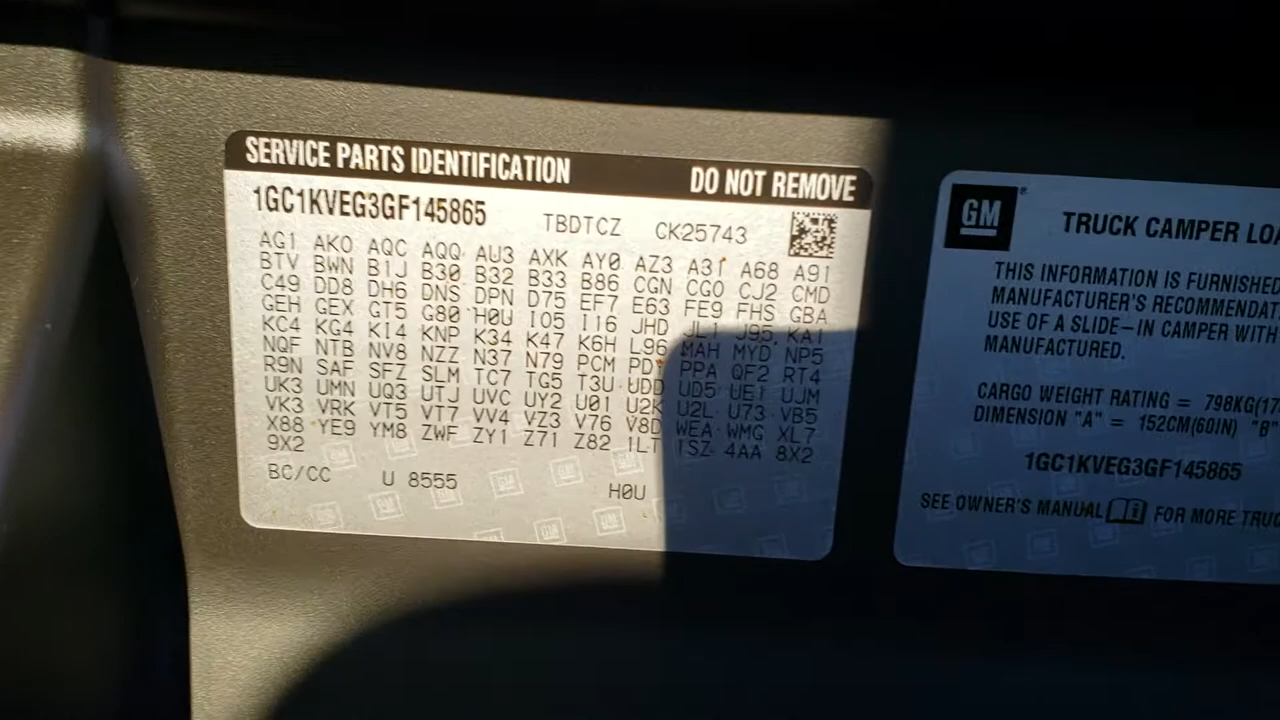 SERVICE PARTS IDENTIFICATION DO NOT REMOVE
1GC1KVEG3GF145865 TBDTCZ CK25743
AG1 AK0 AQC AQQ AU3 AXK AY0 AZ3 A31 A68 A91
BTV BWN B1J B30 B32 B33 B86 CGN CGO CJ2 CMD
C49 DD8 DH6 DNS DPN D75 EF7 E63 FE9 FHS GBA
GEH GEX GT5 G80 H0U I05 I16 JHD JL1 J95 KA1
KC4 KG4 KI4 KNP K34 K47 K6H L96 MAH MYD NP5
NQF NTB NV8 NZZ N37 N79 PCM PDY PPA QF2 RT4
R9N SAF SFZ SLM TC7 TG5 T3U UDD UD5 UE1 UJM
UK3 UMN UQ3 UTJ UVC UY2 U01 U2K U2L U73 VB5
VK3 VRK VT5 VT7 VV4 VZ3 V76 V8D WEA WMG XL7
X88 YE9 YM8 ZWF ZY1 Z71 Z82 1LT 1SZ 4AA 8X2
9X2
BC/CC U 8555 H0U
GM
TRUCK CAMPER
THIS INFORMATION IS FURNISHED
MANUFACTURER'S
USE OF A SLIDE-IN CAMPER WITH
MANUFACTURED.
CARGO WEIGHT RATING = 798KG
DIMENSION "A" = 152CM(60IN) "B"
1GC1KVEG3GF145865
SEE OWNER'S MANUAL FOR MORE